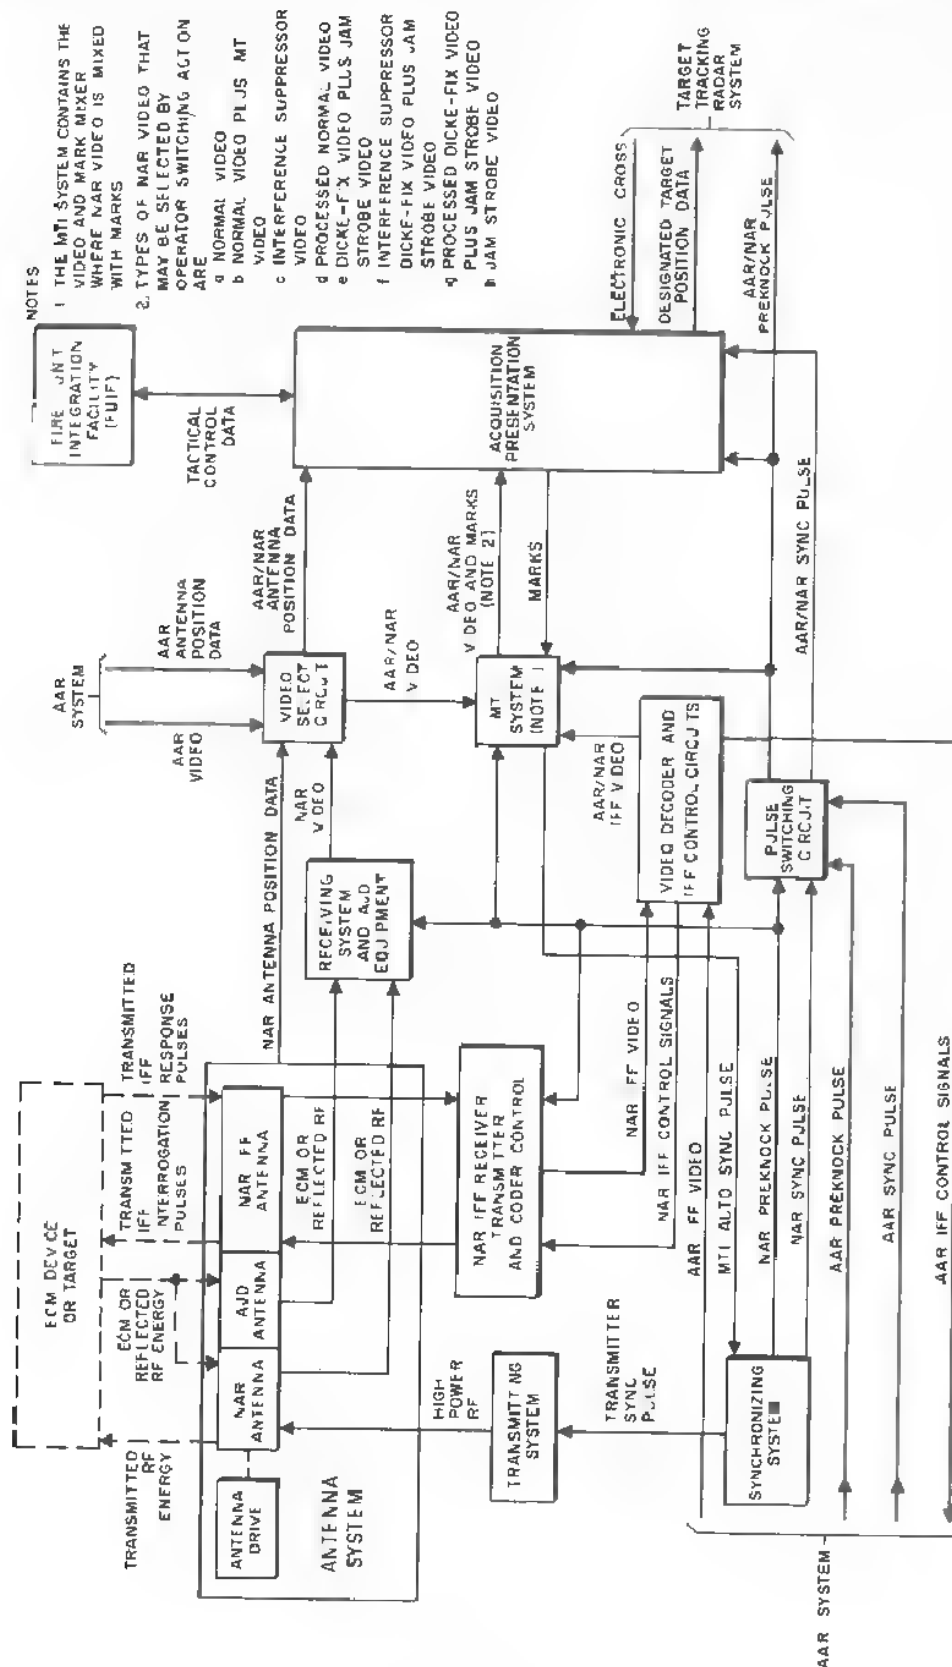 NOTES
1 THE MTI SYSTEM CONTAINS THE
VIDEO AND MARK MIXER
WHERE NAR VIDEO IS MIXED
WITH MARKS
2. TYPES OF NAR VIDEO THAT
MAY BE SELECTED BY
OPERATOR SWITCHING ACTION
ARE
a NORMAL VIDEO
b NORMAL VIDEO PLUS MT
VIDEO
c INTERFERENCE SUPPRESSOR
VIDEO
d PROCESSED NORMAL VIDEO
e DICKE-FIX VIDEO PLUS JAM
STROBE VIDEO
f INTERFERENCE SUPPRESSOR
DICKE-FIX VIDEO PLUS JAM
STROBE VIDEO
g PROCESSED DICKE-FIX VIDEO
PLUS JAM STROBE VIDEO
h JAM STROBE VIDEO
ECM DEVICE
OR TARGET
TRANSMITTED
RF
ENERGY
ECM OR
REFLECTED
RF ENERGY
TRANSMITTED
IFF
INTERROGATION
PULSES
TRANSMITTED
IFF
RESPONSE
PULSES
ANTENNA
DRIVE
NAR
ANTENNA
AJD
ANTENNA
NAR FF
ANTENNA
ANTENNA
SYSTEM
NAR ANTENNA POSITION DATA
ECM OR
REFLECTED RF
ECM OR
REFLECTED RF
HIGH
POWER
RF
AAR
SYSTEM
AAR
VIDEO
AAR
ANTENNA
POSITION
DATA
NAR
VIDEO
VIDEO
SELECT
CIRCUIT
RECEIVING
SYSTEM
AND AJD
EQUIPMENT
AAR/NAR
ANTENNA
POSITION DATA
AAR/NAR
VIDEO
FIRE UNIT
INTEGRATION
FACILITY
(FUIF)
TACTICAL
CONTROL
DATA
ACQUISITION
PRESENTATION
SYSTEM
TRANSMITTING
SYSTEM
NAR IFF RECEIVER
TRANSMITTER
AND CODER CONTROL
MT
SYSTEM
(NOTE 1)
AAR/NAR
VIDEO AND MARKS
(NOTE 2)
MARKS
ELECTRONIC CROSS
DESIGNATED TARGET
POSITION DATA
AAR/NAR
PREKNOCK PULSE
TARGET
TRACKING
RADAR
SYSTEM
TRANSMITTER
SYNC
PULSE
NAR FF VIDEO
NAR IFF CONTROL SIGNALS
AAR FF VIDEO
MTI AUTO SYNC PULSE
AAR/NAR
IFF VIDEO
VIDEO DECODER AND
IFF CONTROL CIRCUITS
SYNCHRONIZING
SYSTEM
NAR PREKNOCK PULSE
NAR SYNC PULSE
PULSE
SWITCHING
CIRCUIT
AAR/NAR SYNC PULSE
AAR SYSTEM
AAR PREKNOCK PULSE
AAR SYNC PULSE
AAR IFF CONTROL SIGNALS